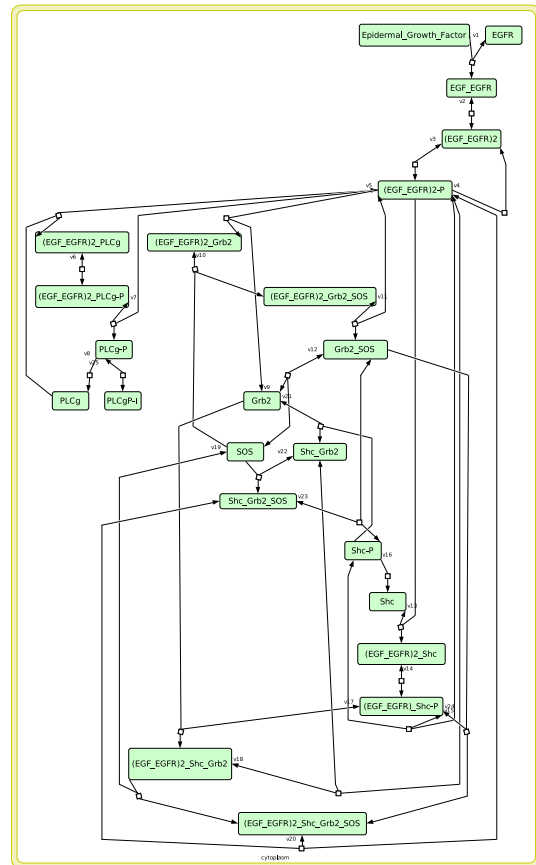 Epidermal_Growth_Factor
v1
EGFR
EGF_EGFR
v2
(EGF_EGFR)2
v3
(EGF_EGFR)2-P
v5
v4
(EGF_EGFR)2_PLCg
(EGF_EGFR)2_Grb2
v6
v10
(EGF_EGFR)2_PLCg-P
v7
(EGF_EGFR)2_Grb2_SOS
v11
PLCg-P
Grb2_SOS
v8
v25
v12
PLCg
PLCgP-I
v9
Grb2
v21
v19
SOS
v22
Shc_Grb2
Shc_Grb2_SOS
v23
Shc-P
v16
Shc
v13
(EGF_EGFR)2_Shc
v14
v17
(EGF_EGFR)_Shc-P
(EGF_EGFR)2_Shc_Grb2
v18
(EGF_EGFR)2_Shc_Grb2_SOS
v20
cytoplasm